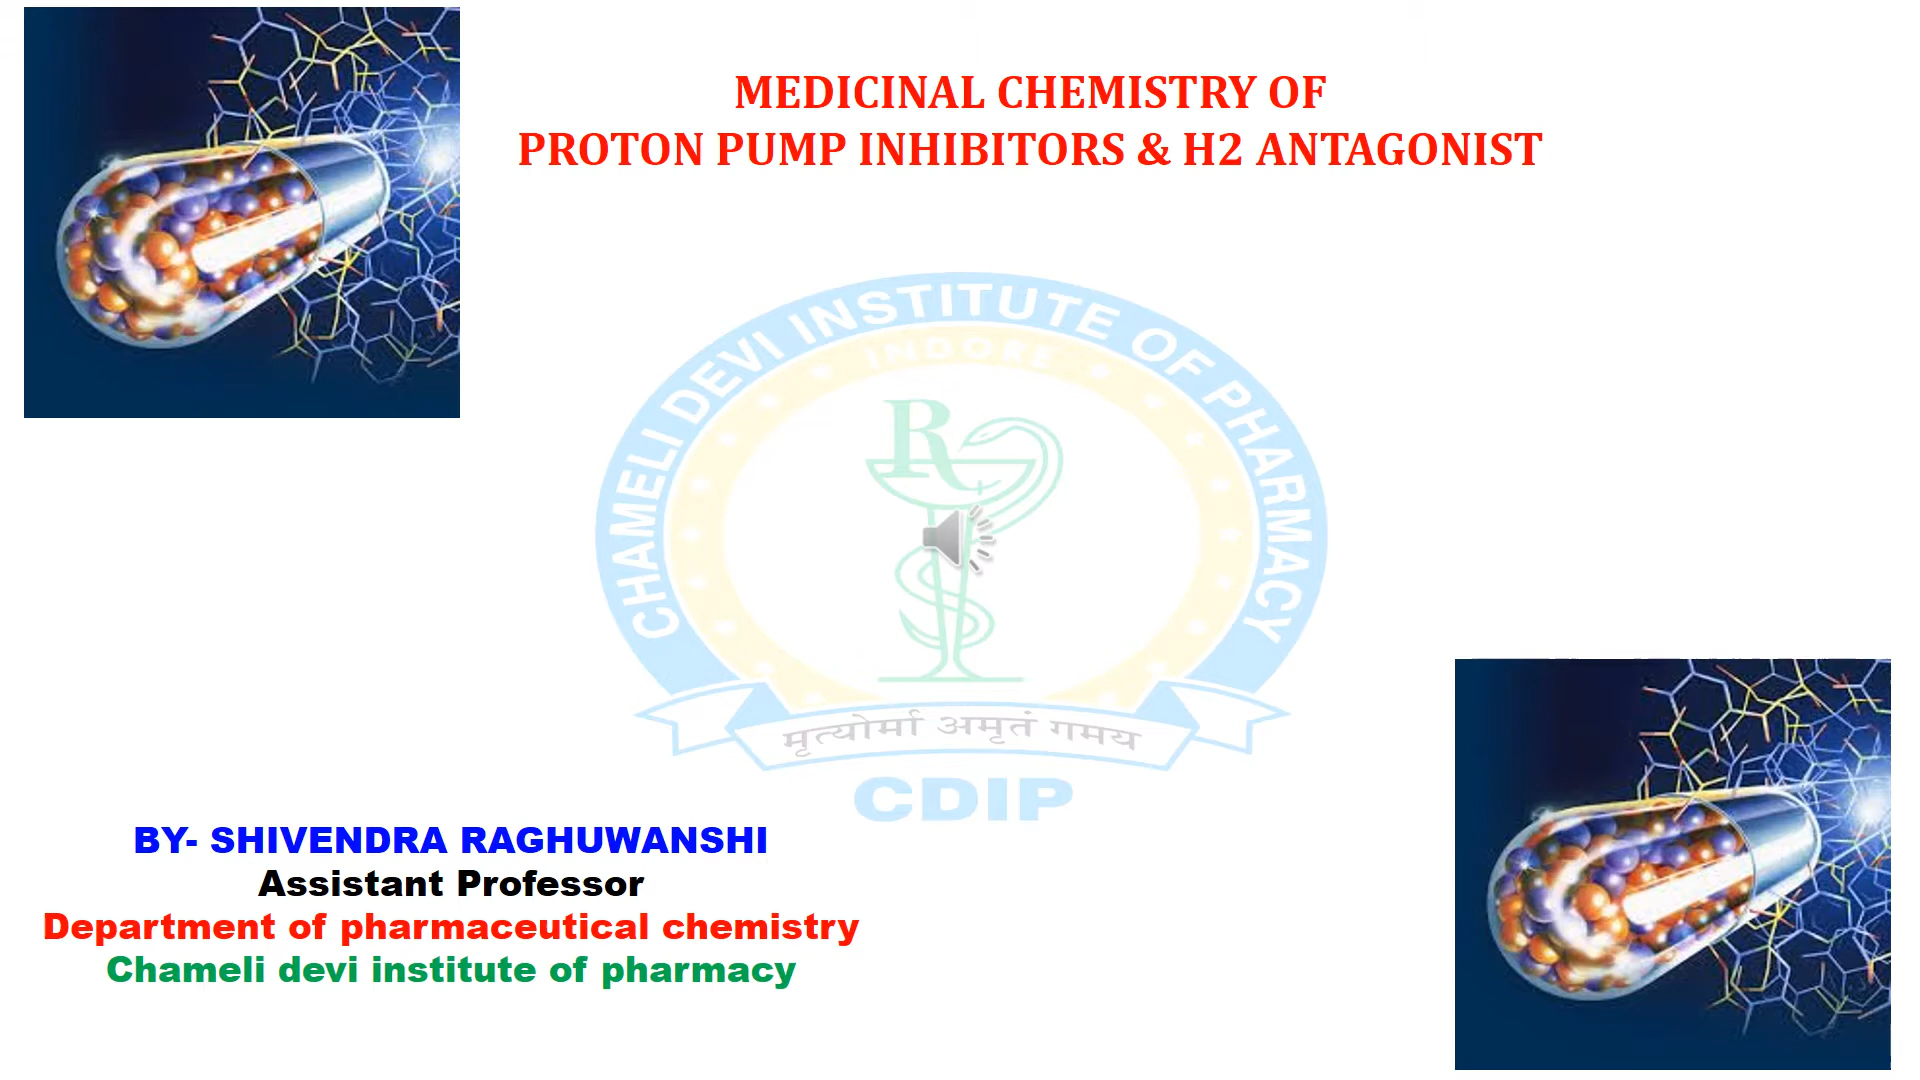 MEDICINAL CHEMISTRY OF
PROTON PUMP INHIBITORS & H2 ANTAGONIST
CHAMELI DEVI INSTITUTE OF PHARMACY
INDORE
R
मृत्योर्मा अमृतं गमय
CDIP
BY- SHIVENDRA RAGHUWANSHI
Assistant Professor
Department of pharmaceutical chemistry
Chameli devi institute of pharmacy